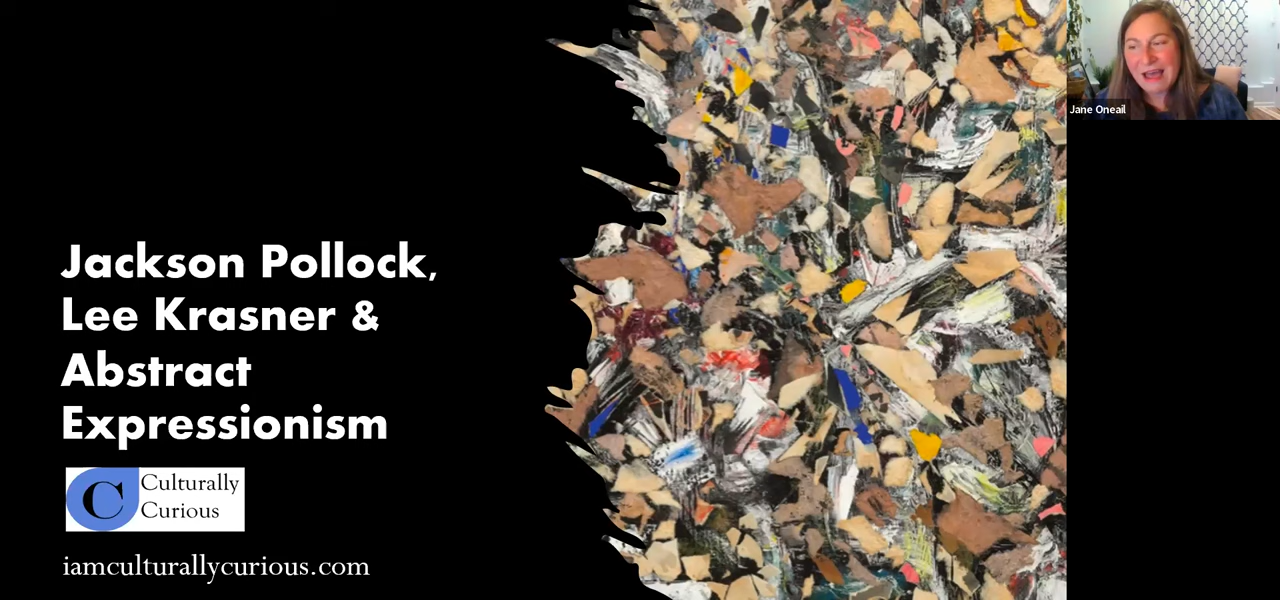 Jackson Pollock,
Lee Krasner &
Abstract
Expressionism
C
Culturally
Curious
iamculturallycurious.com
Jane Oneail